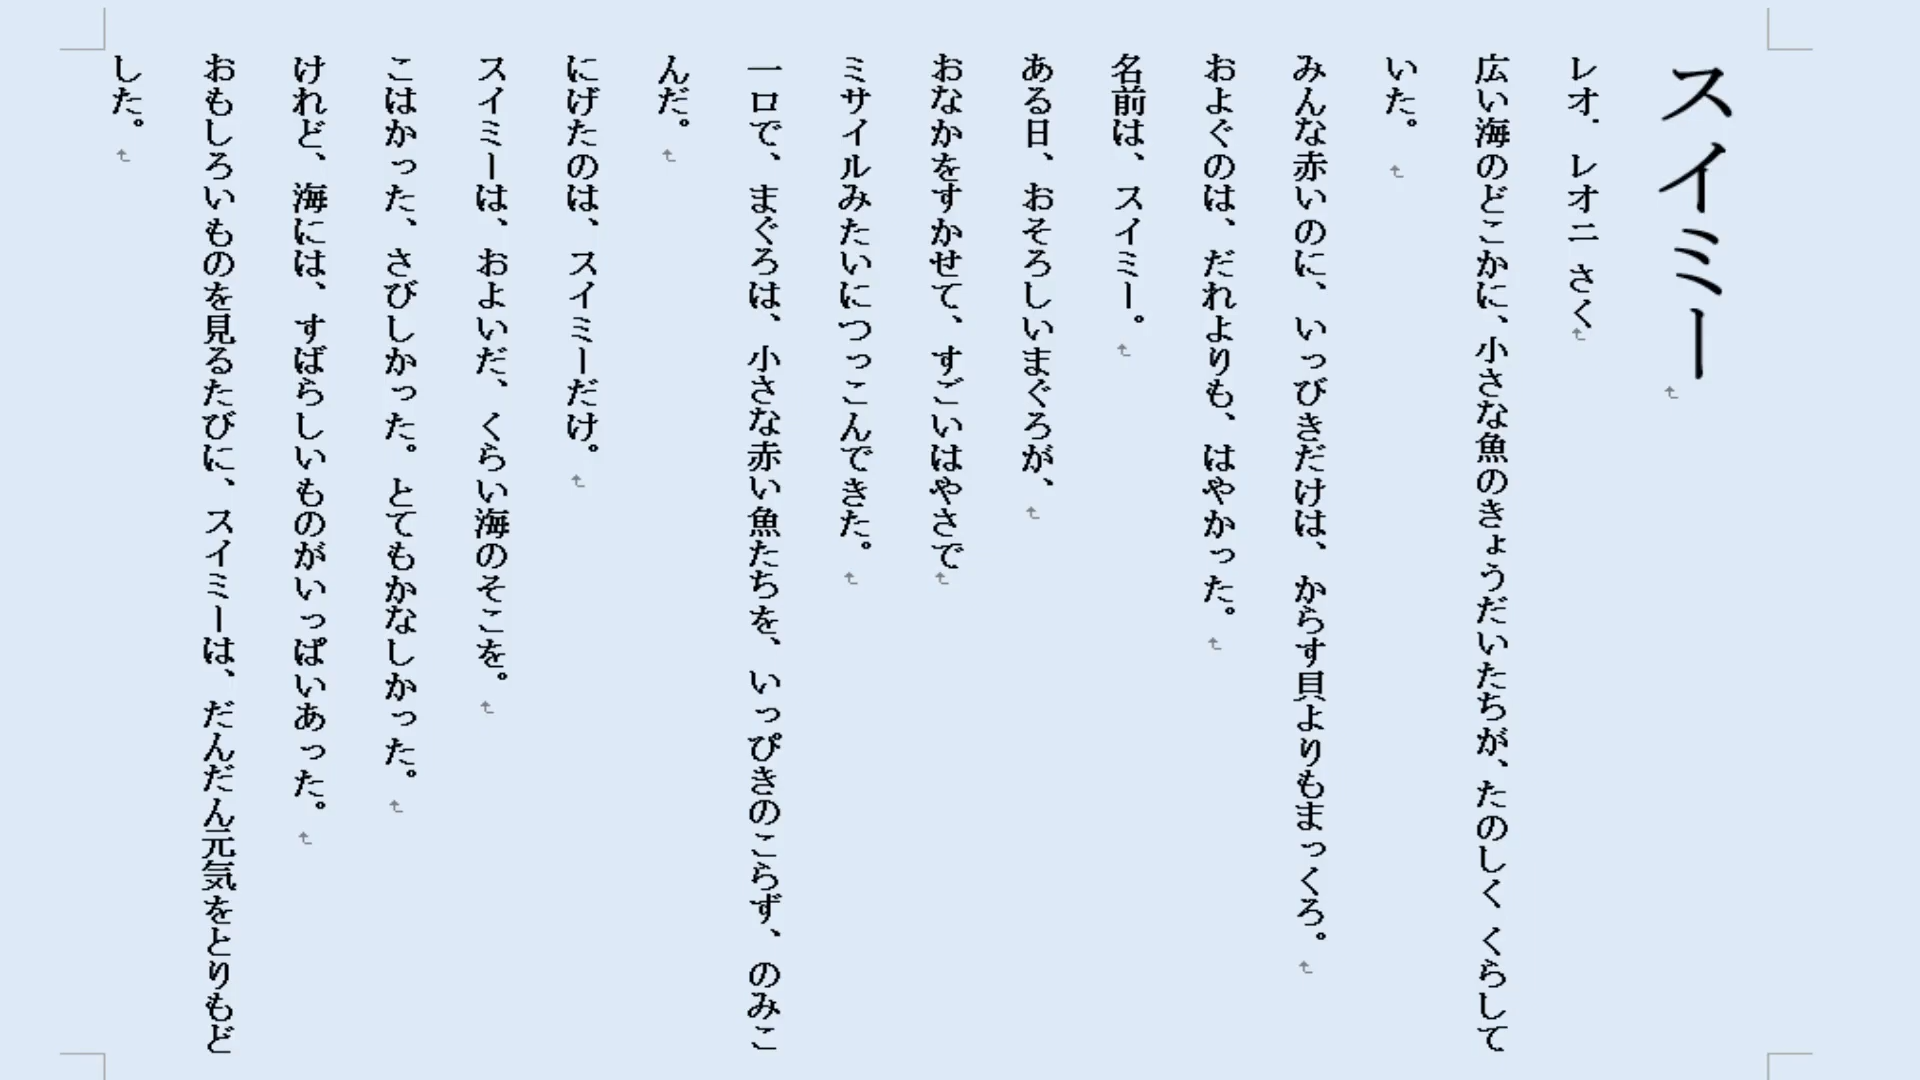 スイミー
レオ．レオニ さく
広い海のどこかに、小さな魚のきょうだいたちが、たのしく くらして
いた。
みんな赤いのに、いっぴきだけは、からす貝よりもまっくろ。
およぐのは、だれよりも、はやかった。
名前は、スイミー。
ある日、おそろしいまぐろが、
おなかをすかせて、すごいはやさで
ミサイルみたいにつっこんできた。
一口で、まぐろは、小さな赤い魚たちを、いっぴきのこらず、のみこ
んだ。
にげたのは、スイミーだけ。
スイミーは、およいだ、くらい海のそこを。
こはかった、さびしかった。とてもかなしかった。
けれど、海には、すばらしいものがいっぱいあった。
おもしろいものを見るたびに、スイミーは、だんだん元気をとりもど
した。